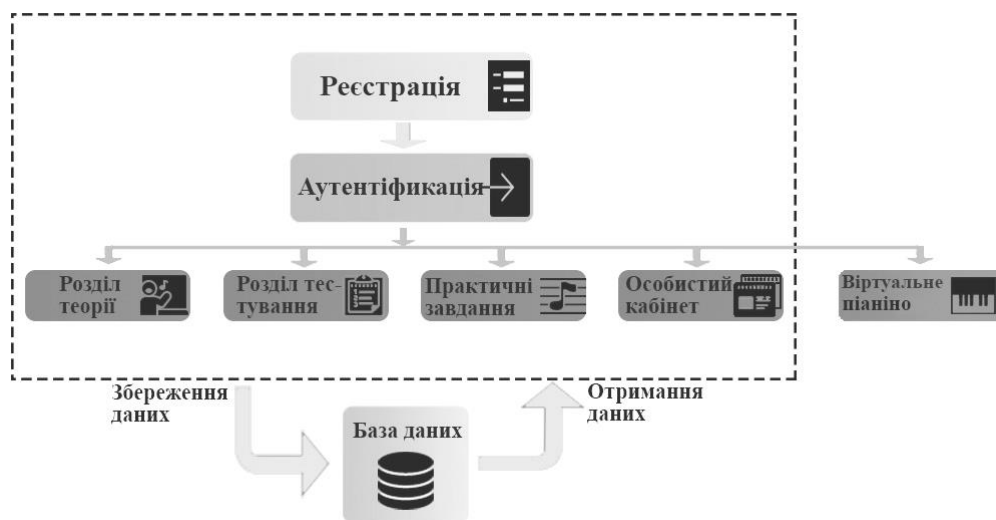 Реєстрація
Аутентіфикація
Розділ
теорії
Розділ тес-
тування
Практичні
завдання
Особистий
кабінет
Віртуальне
піаніно
Збереження
даних
Отримання
даних
База даних